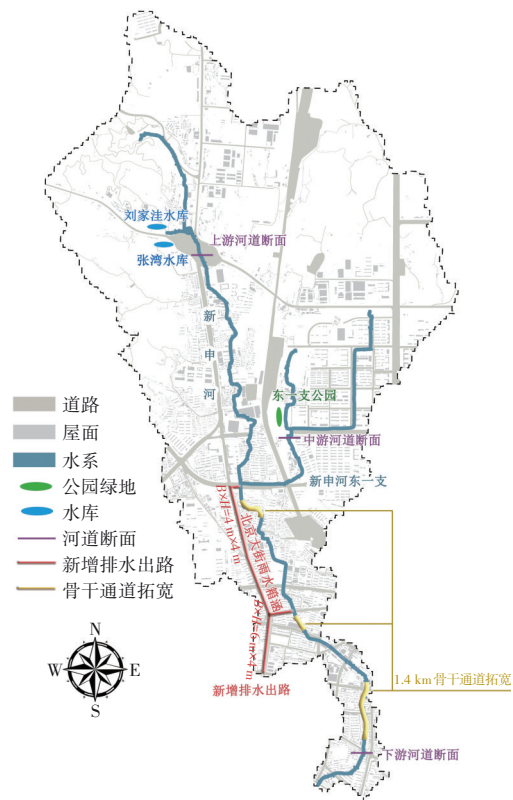 刘家洼水库
上游河道断面
张湾水库
新申河
东一支公园
中游河道断面
新申河东一支
道路
屋面
水系
公园绿地
水库
河道断面
新增排水出路
骨干通道拓宽
B×H=4 m×4 m
北京大街雨水箱涵
B×H=6 m×4 m
新增排水出路
1.4 km骨干通道拓宽
下游河道断面
N
W
E
S